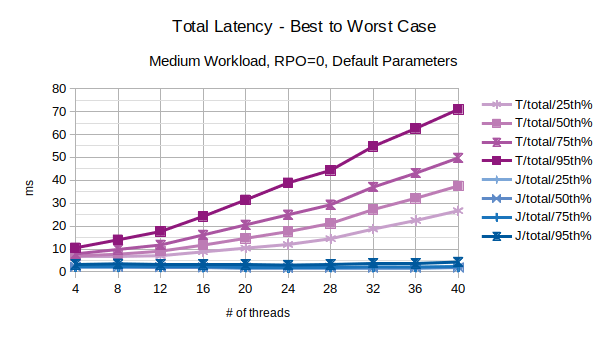 Total Latency - Best to Worst Case
Medium Workload, RPO=0, Default Parameters
80
70
60
50
40
30
20
10
0
ms
4 8 12 16 20 24 28 32 36 40
# of threads
T/total/25th%
T/total/50th%
T/total/75th%
T/total/95th%
J/total/25th%
J/total/50th%
J/total/75th%
J/total/95th%